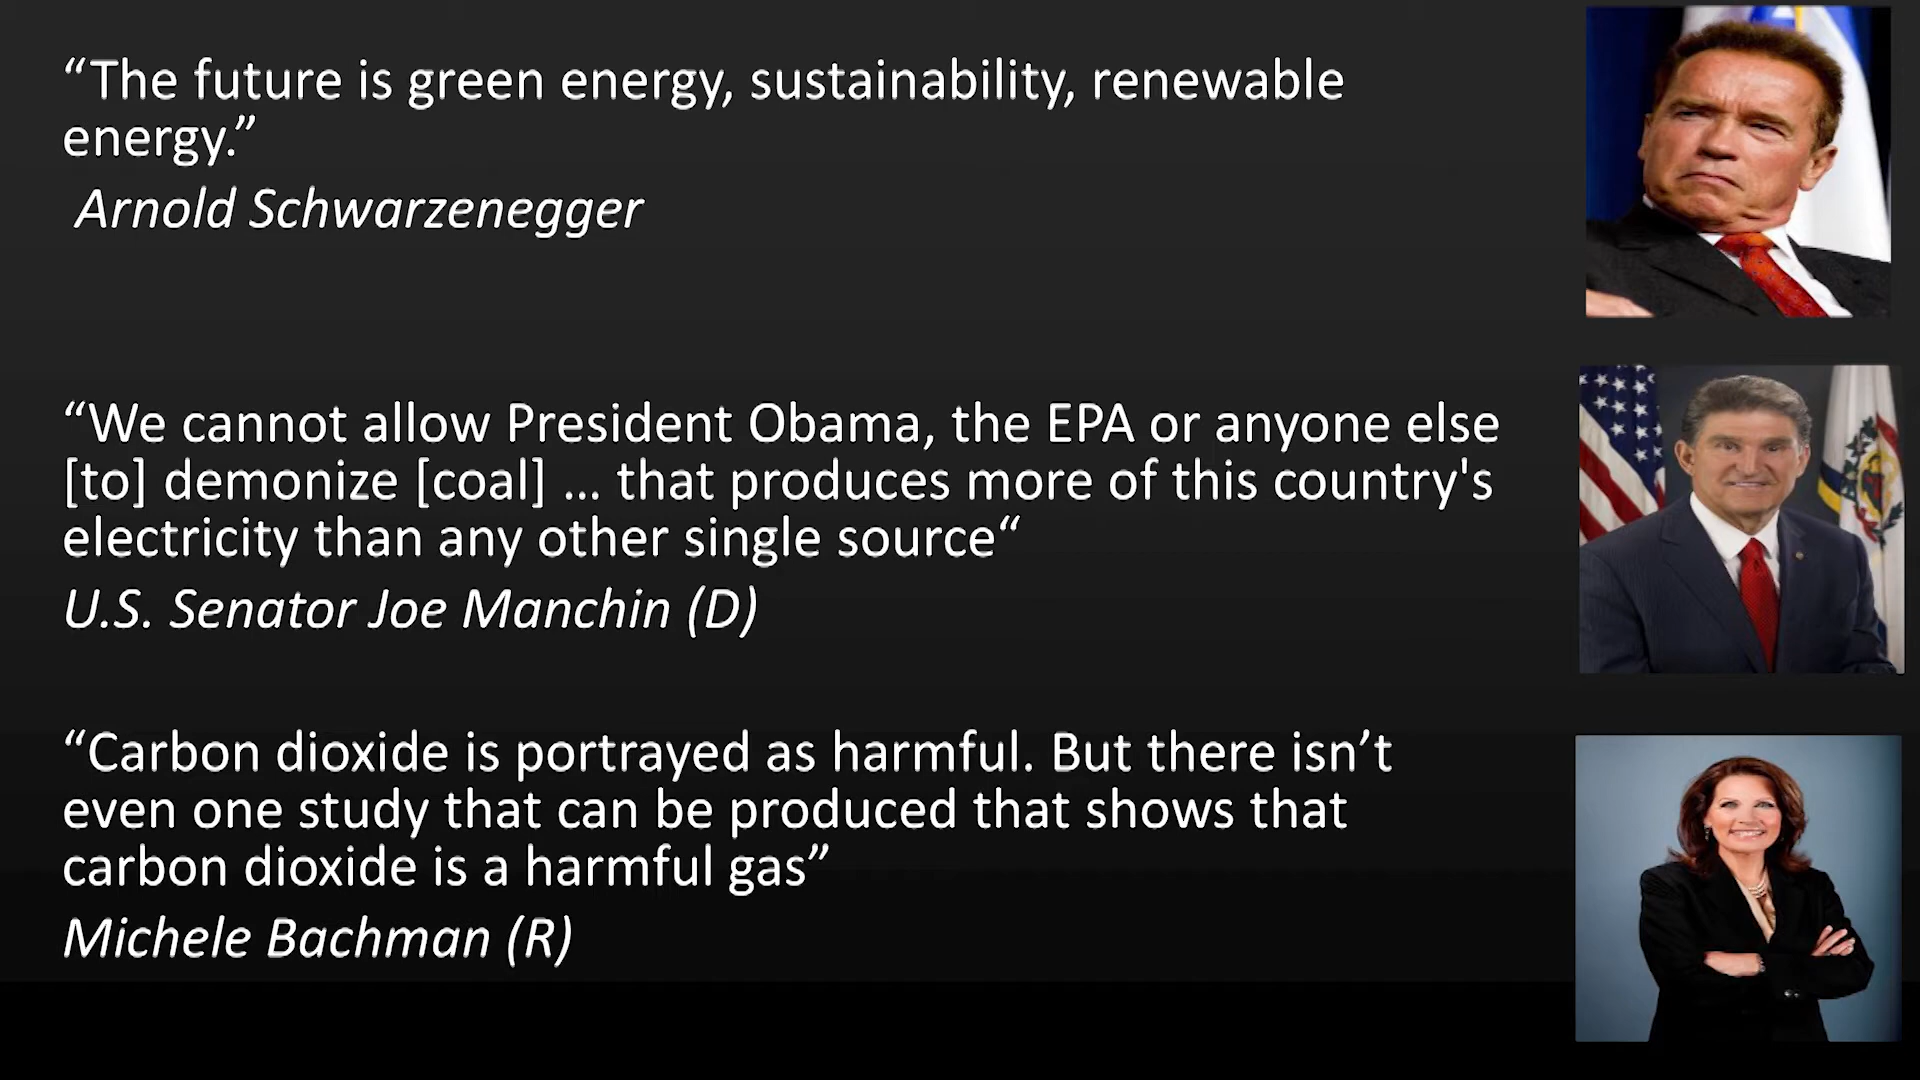 “The future is green energy, sustainability, renewable
energy.”
Arnold Schwarzenegger
“We cannot allow President Obama, the EPA or anyone else
[to] demonize [coal] ... that produces more of this country's
electricity than any other single source“
U.S. Senator Joe Manchin (D)
“Carbon dioxide is portrayed as harmful. But there isn’t
even one study that can be produced that shows that
carbon dioxide is a harmful gas”
Michele Bachman (R)